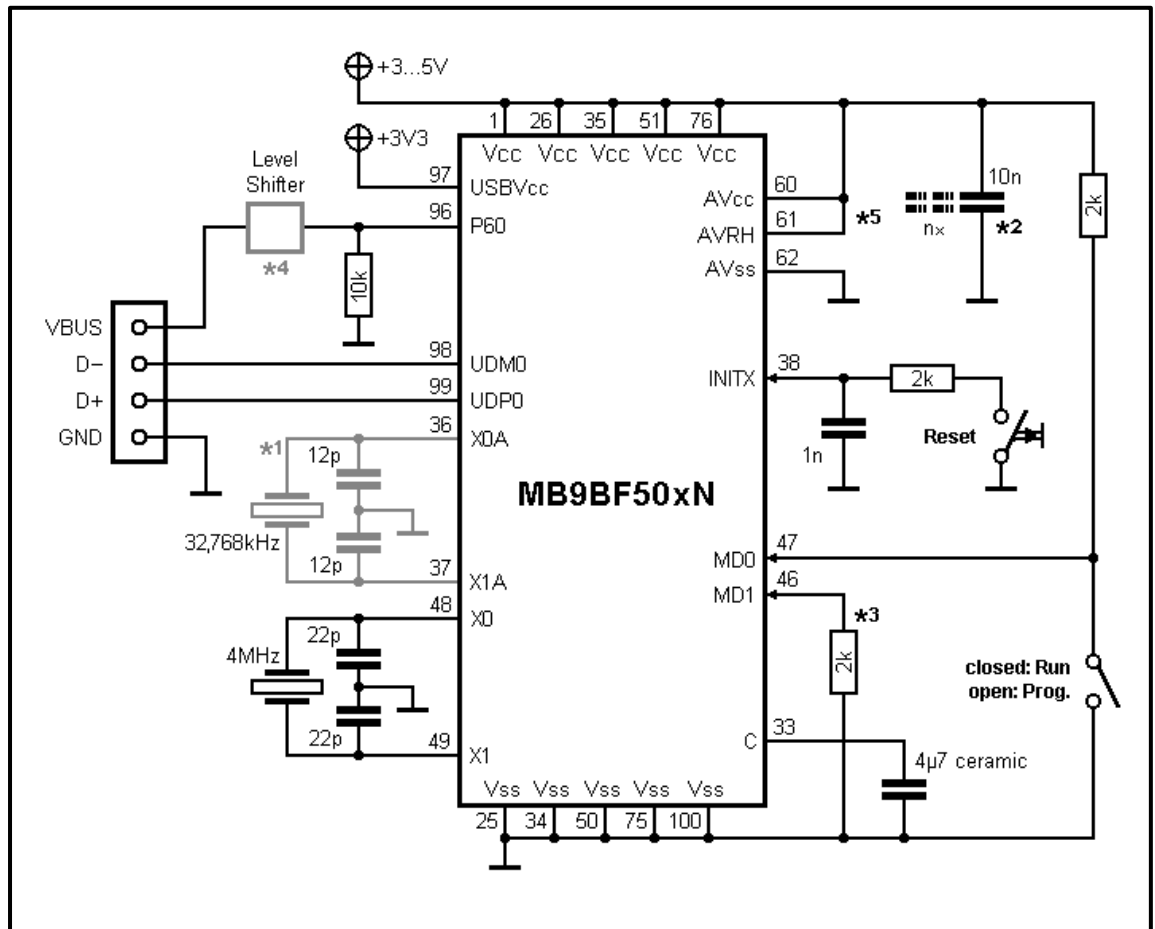 +3...5V
1 26 35 51 76
+3V3
Vcc Vcc Vcc Vcc Vcc
Level
Shifter
97
USBVcc
96
P60
*4
10k
AVcc
60
AVRH
61
*5
AVss
62
10n
nx
*2
2k
VBUS
D-
D+
GND
98
UDM0
99
UDP0
36
X0A
*1
12p
32,768kHz
12p
37
X1A
48
X0
22p
4MHz
22p
49
X1
MB9BF50xN
INITX
38
2k
1n
Reset
47
MD0
46
MD1
*3
2k
closed: Run
open: Prog.
C
33
4µ7 ceramic
Vss Vss Vss Vss Vss
25 34 50 75 100